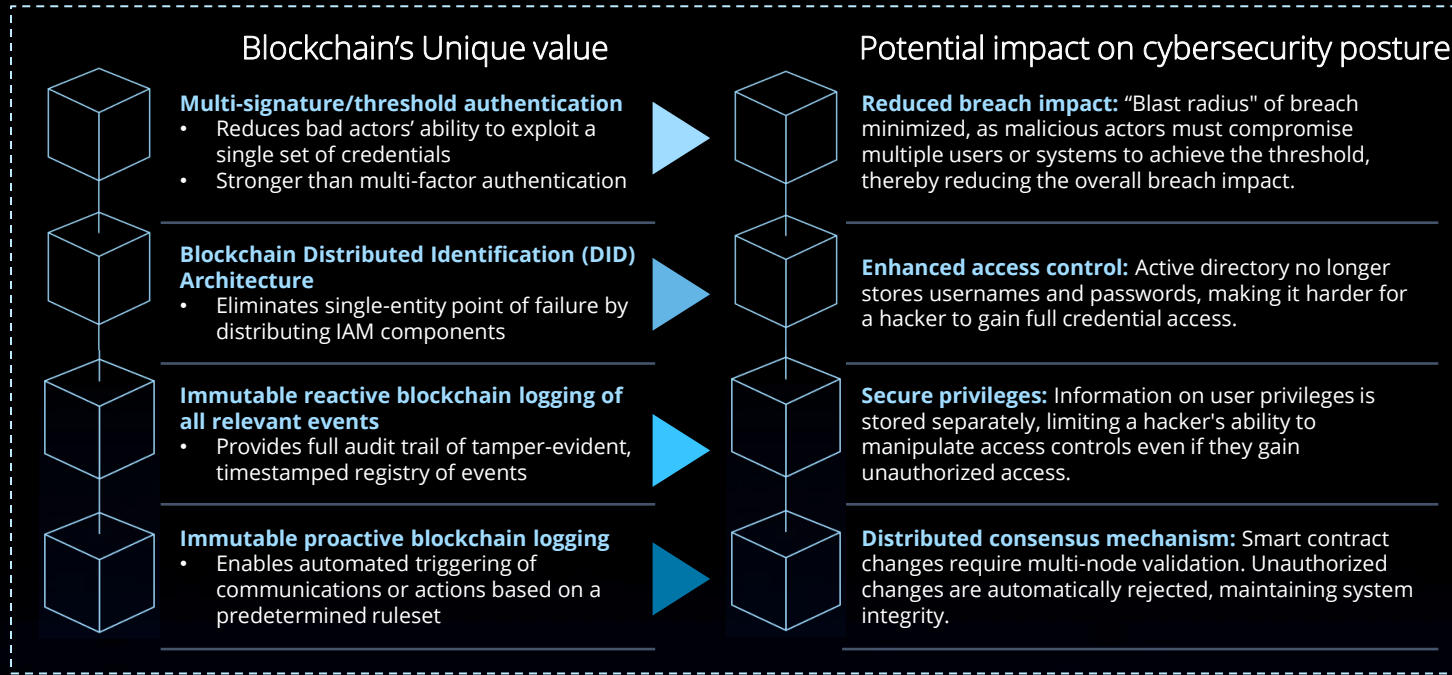 Blockchain's Unique value
Potential impact on cybersecurity posture
Multi-signature/threshold authentication
• Reduces bad actors’ ability to exploit a
single set of credentials
• Stronger than multi-factor authentication
Reduced breach impact: “Blast radius" of breach
minimized, as malicious actors must compromise
multiple users or systems to achieve the threshold,
thereby reducing the overall breach impact.
Blockchain Distributed Identification (DID)
Architecture
• Eliminates single-entity point of failure by
distributing IAM components
Enhanced access control: Active directory no longer
stores usernames and passwords, making it harder for
a hacker to gain full credential access.
Immutable reactive blockchain logging of
all relevant events
• Provides full audit trail of tamper-evident,
timestamped registry of events
Secure privileges: Information on user privileges is
stored separately, limiting a hacker's ability to
manipulate access controls even if they gain
unauthorized access.
Immutable proactive blockchain logging
• Enables automated triggering of
communications or actions based on a
predetermined ruleset
Distributed consensus mechanism: Smart contract
changes require multi-node validation. Unauthorized
changes are automatically rejected, maintaining system
integrity.